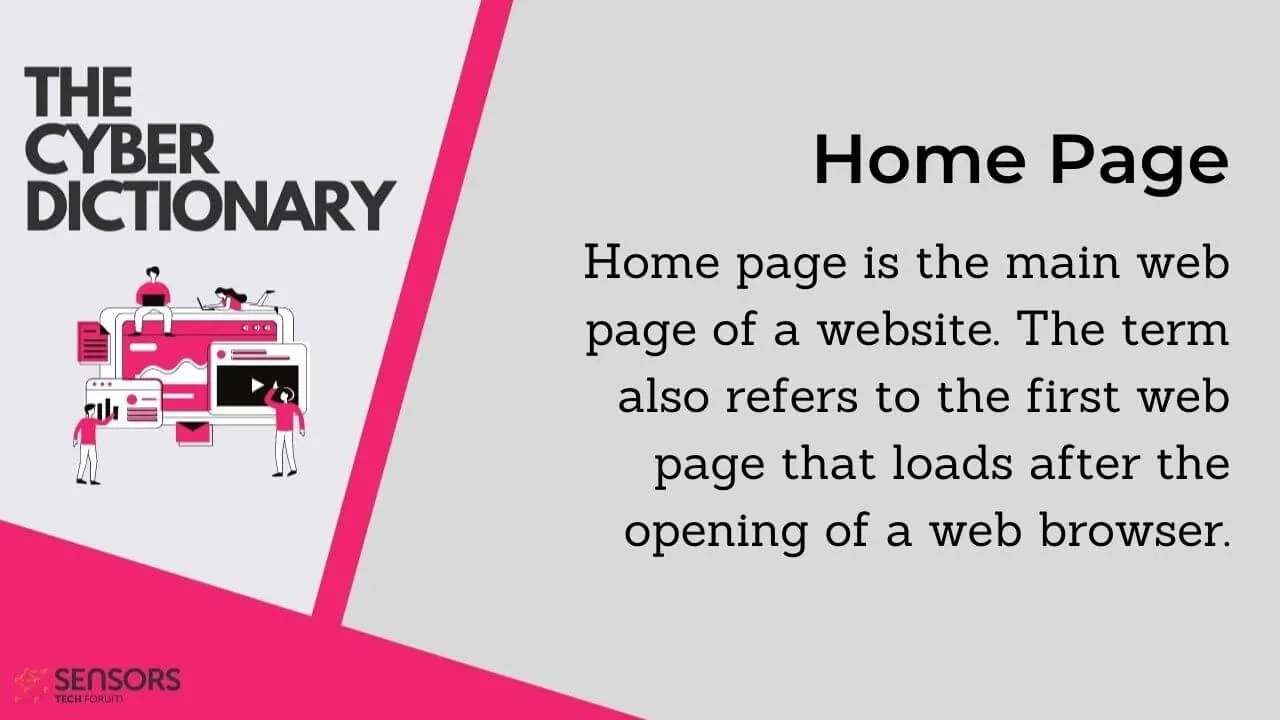 THE
CYBER
DICTIONARY
Home Page
Home page is the main web
page of a website. The term
also refers to the first web
page that loads after the
opening of a web browser.
SENSORS
TECH FORUM